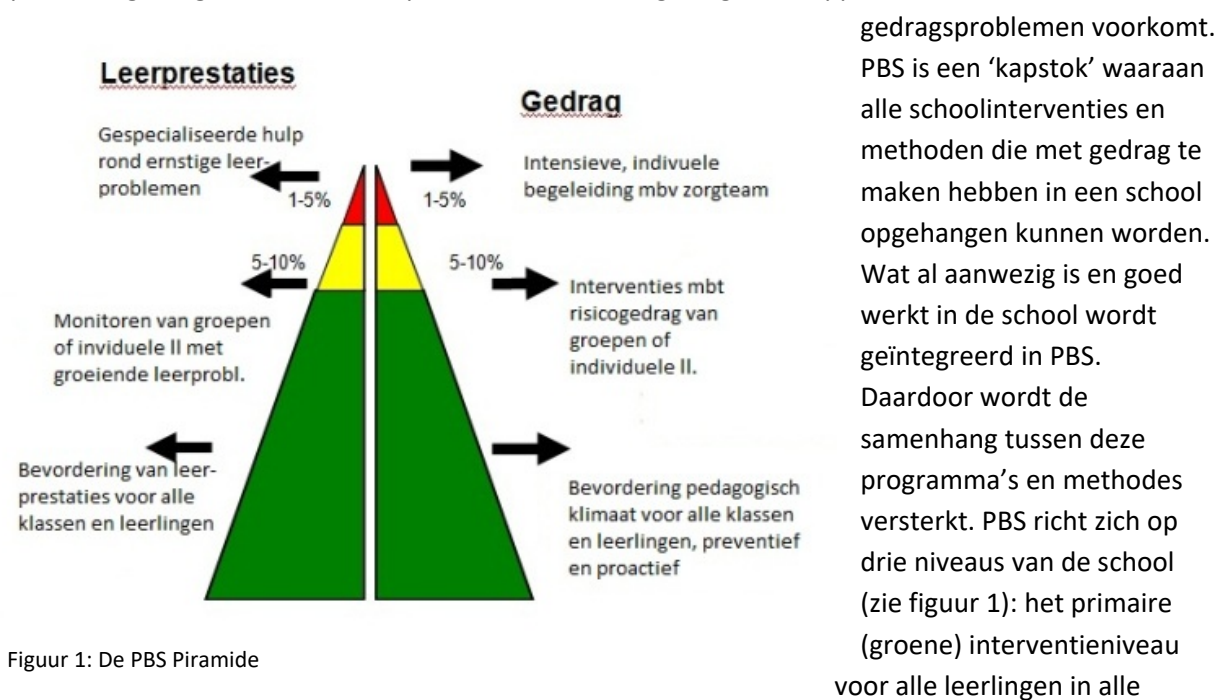 Leerprestaties
Gespecialiseerde hulp
rond ernstige leer-
problemen
1-5%
5-10%
Monitoren van groepen
of inviduele ll met
groeiende leerprobl.
Bevordering van leer-
prestaties voor alle
klassen en leerlingen
Gedrag
1-5%
Intensieve, indivuele
begeleiding mbv zorgteam
5-10%
Interventies mbt
risicogedrag van
groepen of
individuele ll.
Bevordering pedagogisch
klimaat voor alle klassen
en leerlingen, preventief
en proactief
Figuur 1: De PBS Piramide
gedragsproblemen voorkomt.
PBS is een ‘kapstok’ waaraan
alle schoolinterventies en
methoden die met gedrag te
maken hebben in een school
opgehangen kunnen worden.
Wat al aanwezig is en goed
werkt in de school wordt
geïntegreerd in PBS.
Daardoor wordt de
samenhang tussen deze
programma’s en methodes
versterkt. PBS richt zich op
drie niveaus van de school
(zie figuur 1): het primaire
(groene) interventieniveau
voor alle leerlingen in alle